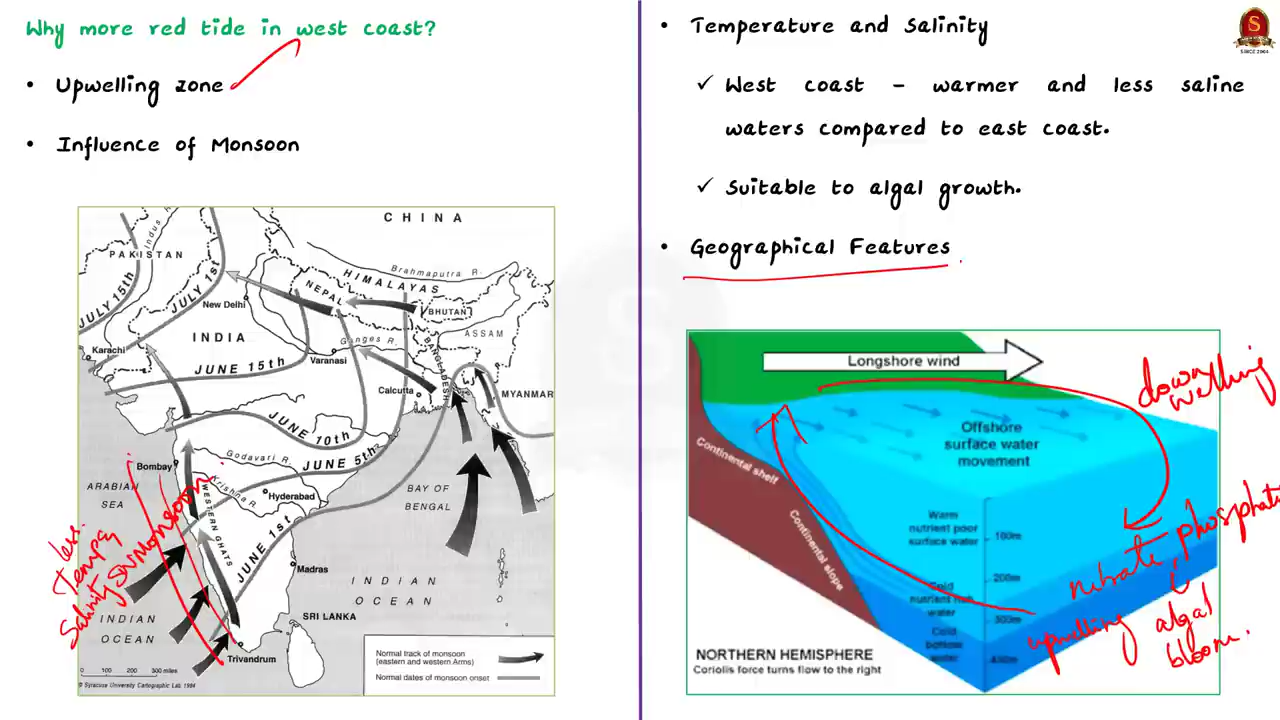 Why more red tide in west coast?
• Upwelling zone
• Influence of Monsoon
CHINA
PAKISTAN
Indus R.
JULY 15th
JULY 1st
HIMALAYAS
Brahmaputra R.
NEPAL
New Delhi
BHUTAN
ASSAM
INDIA
Ganges R.
BANGLADESH
Karachi
Varanasi
JUNE 15th
Calcutta
MYANMAR
JUNE 10th
Godavari R.
JUNE 5th
Bombay
ARABIAN
SEA
Krishna R.
Hyderabad
BAY OF
BENGAL
WESTERN GHATS
JUNE 1st
Madras
less
Temp &
Salinity
SW Monsoon
INDIAN
OCEAN
INDIAN
OCEAN
SRI LANKA
Trivandrum
0 100 200 300 miles
© Syracuse University Cartographic Lab 1994
Normal track of monsoon
(eastern and western Arms)
Normal dates of monsoon onset
• Temperature and Salinity
✓ West coast – warmer and less saline
waters compared to east coast.
✓ Suitable to algal growth.
• Geographical Features
S
SINCE 2004
Longshore wind
down
welling
Offshore
surface water
movement
Continental shelf
Continental slope
Warm
nutrient poor
surface water
100m
200m
Cold
nutrient rich
water
300m
Cold
bottom
water
400m
nitrate, phosphate
upwelling
algal
bloom.
NORTHERN HEMISPHERE
Coriolis force turns flow to the right